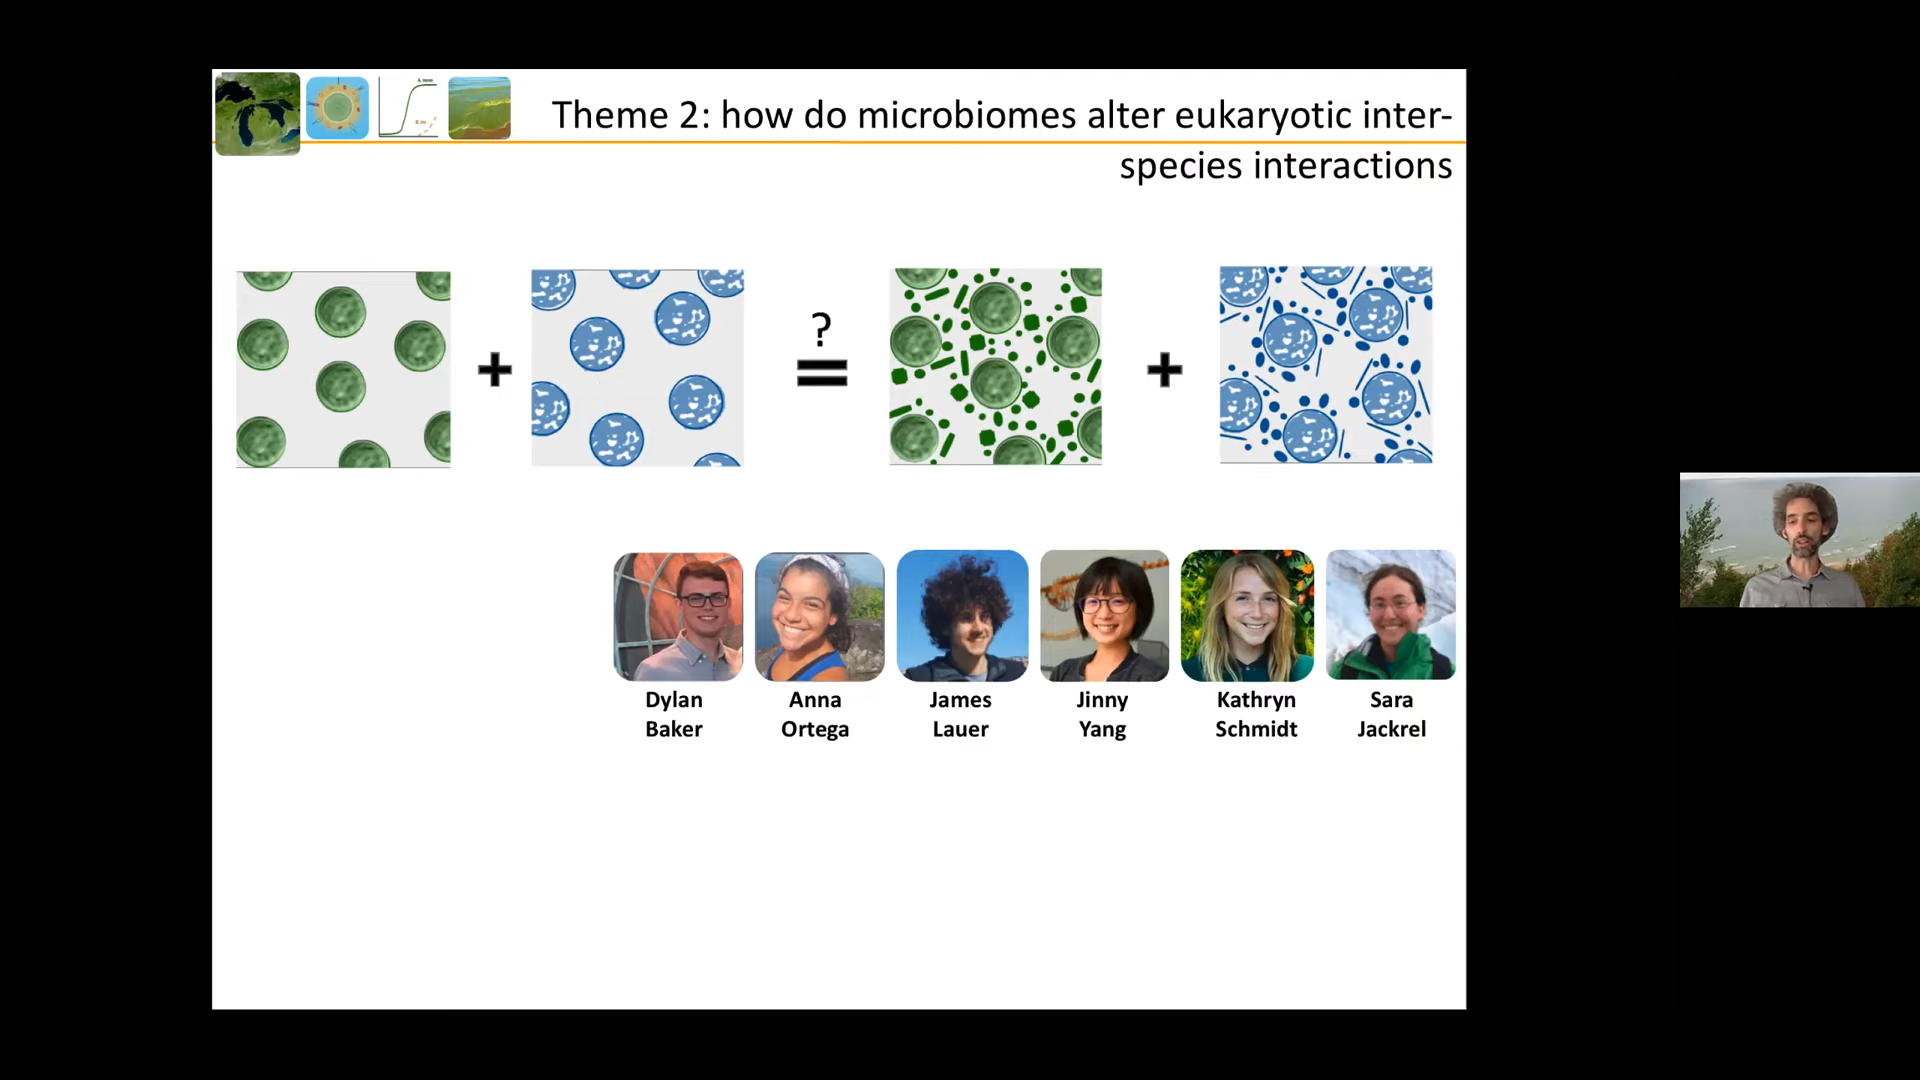 Theme 2: how do microbiomes alter eukaryotic inter-
species interactions
+
?
=
+
Dylan
Baker
Anna
Ortega
James
Lauer
Jinny
Yang
Kathryn
Schmidt
Sara
Jackrel